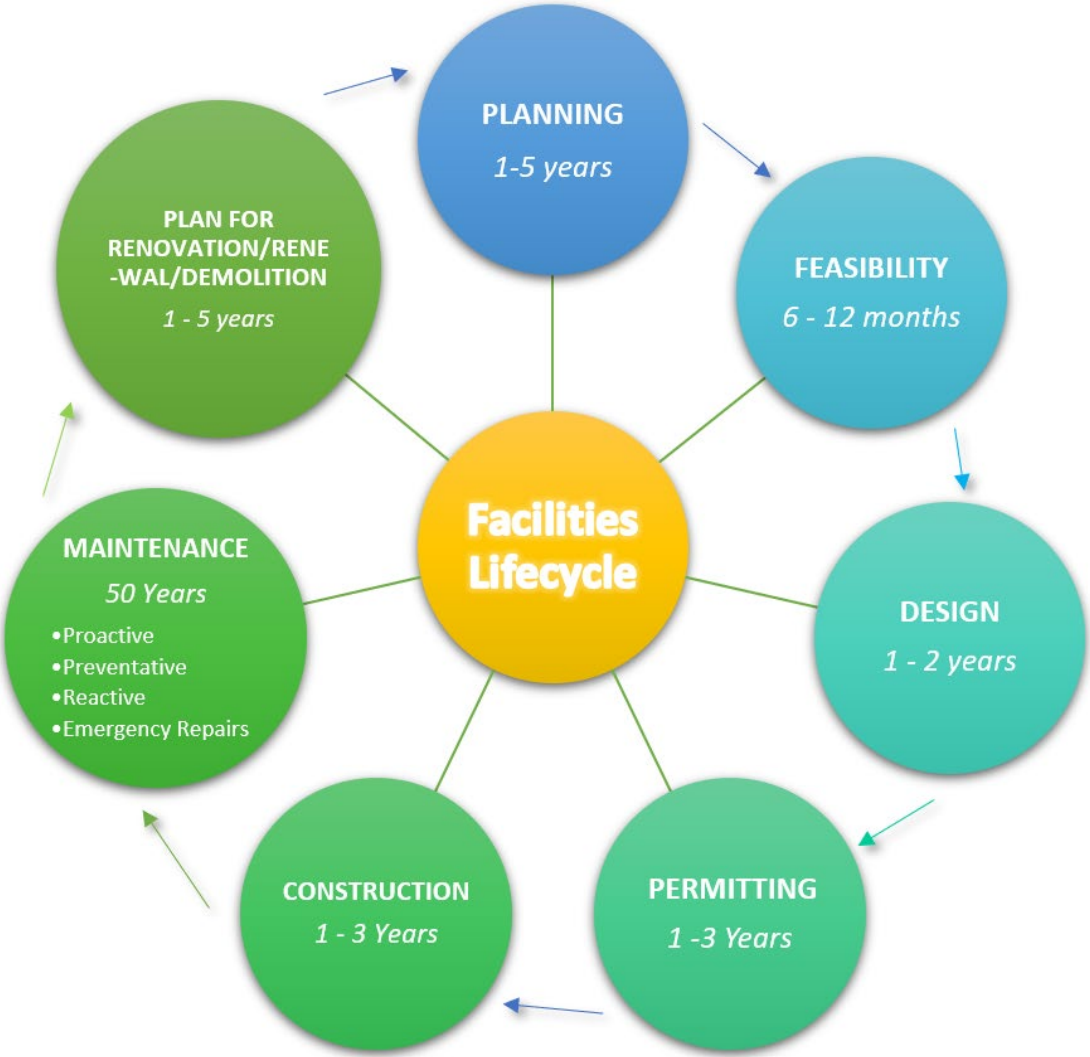 PLANNING
1-5 years
FEASIBILITY
6 - 12 months
DESIGN
1 - 2 years
PERMITTING
1 -3 Years
CONSTRUCTION
1 - 3 Years
MAINTENANCE
50 Years
•Proactive
•Preventative
•Reactive
•Emergency Repairs
PLAN FOR
RENOVATION/RENE
-WAL/DEMOLITION
1 - 5 years
Facilities
Lifecycle